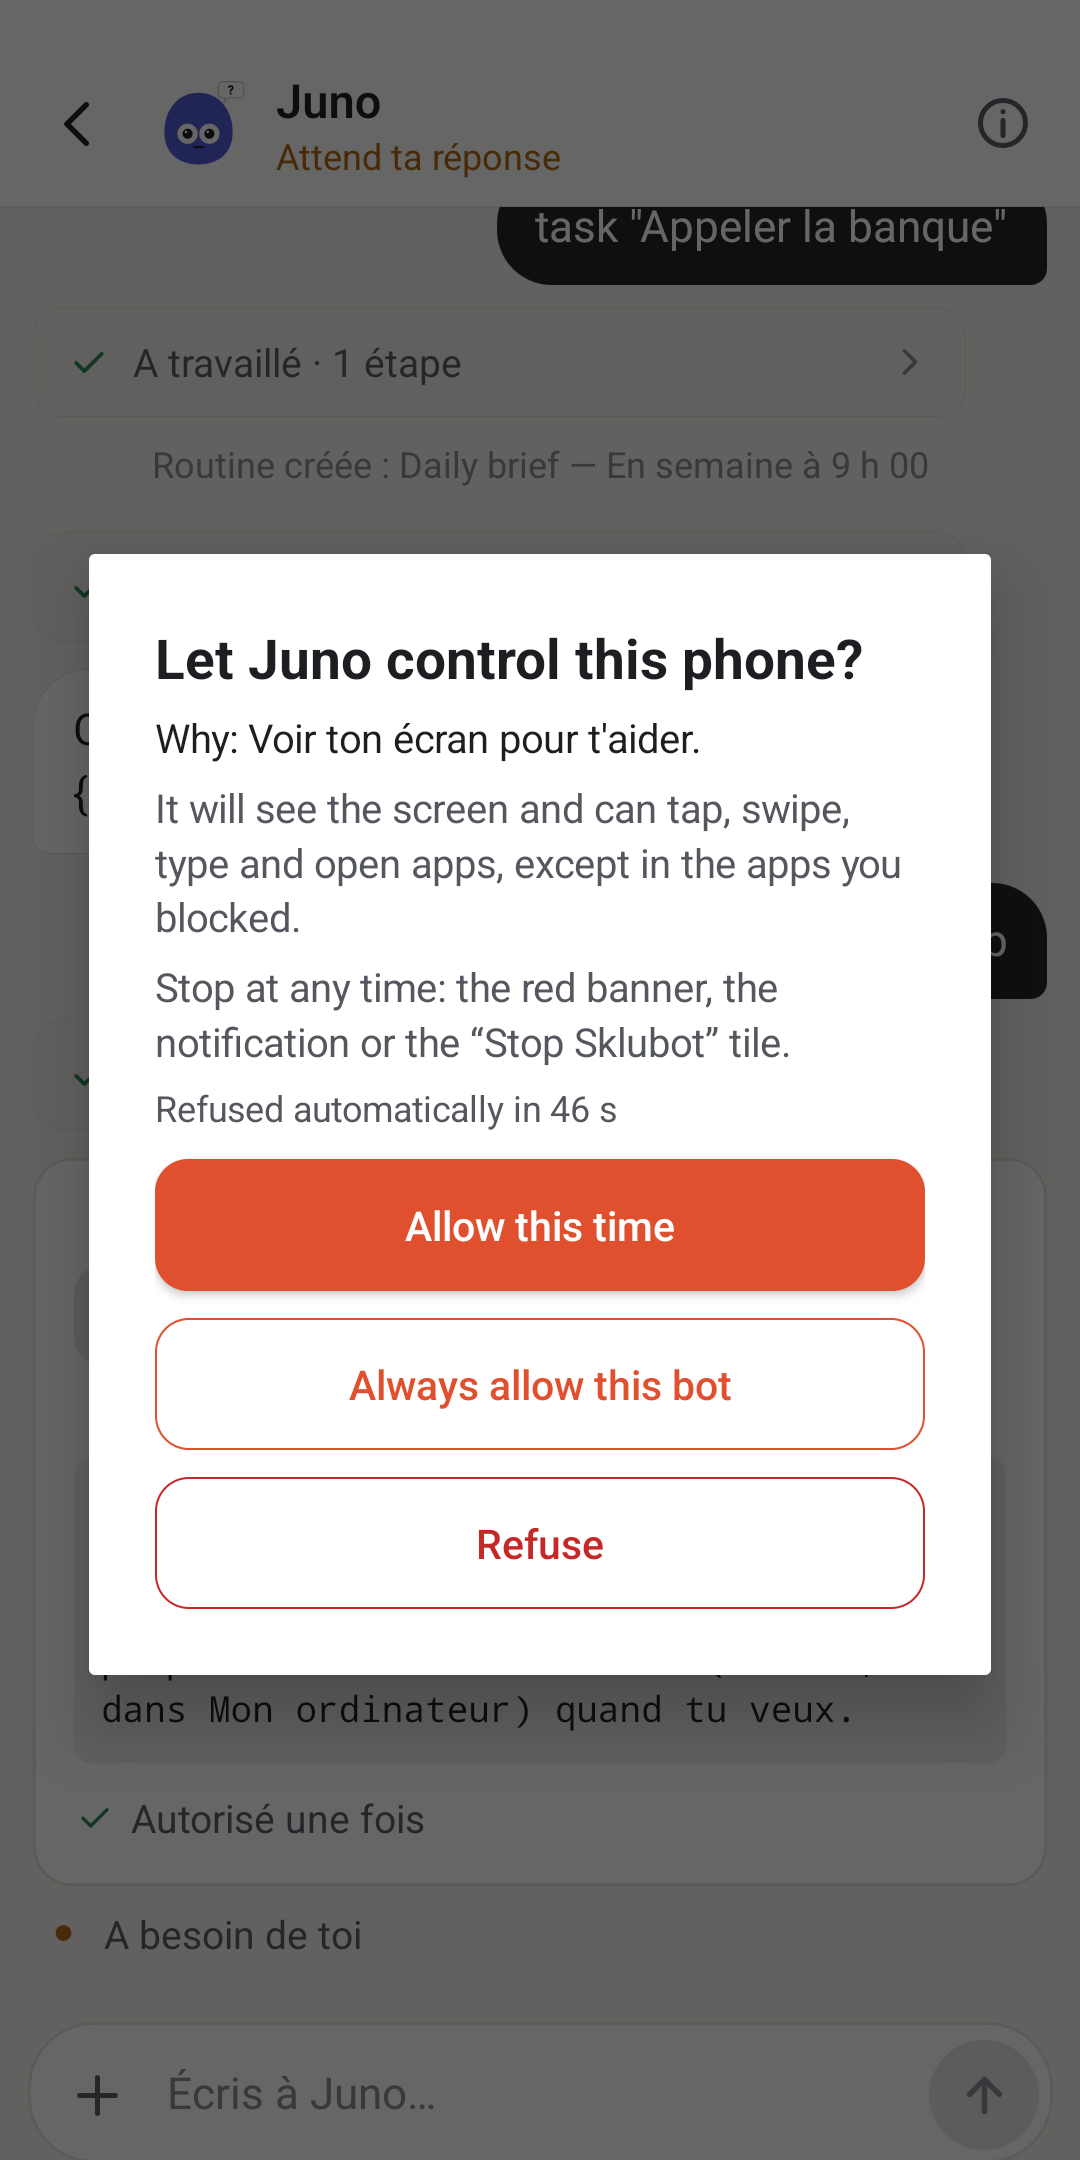 ?
Juno
Attend ta réponse
task "Appeler la banque"
A travaillé · 1 étape
Routine créée : Daily brief — En semaine à 9 h 00
Let Juno control this phone?
Why: Voir ton écran pour t'aider.
It will see the screen and can tap, swipe,
type and open apps, except in the apps you
blocked.
Stop at any time: the red banner, the
notification or the “Stop Sklubot” tile.
Refused automatically in 46 s
Allow this time
Always allow this bot
Refuse
dans Mon ordinateur) quand tu veux.
Autorisé une fois
A besoin de toi
Écris à Juno…